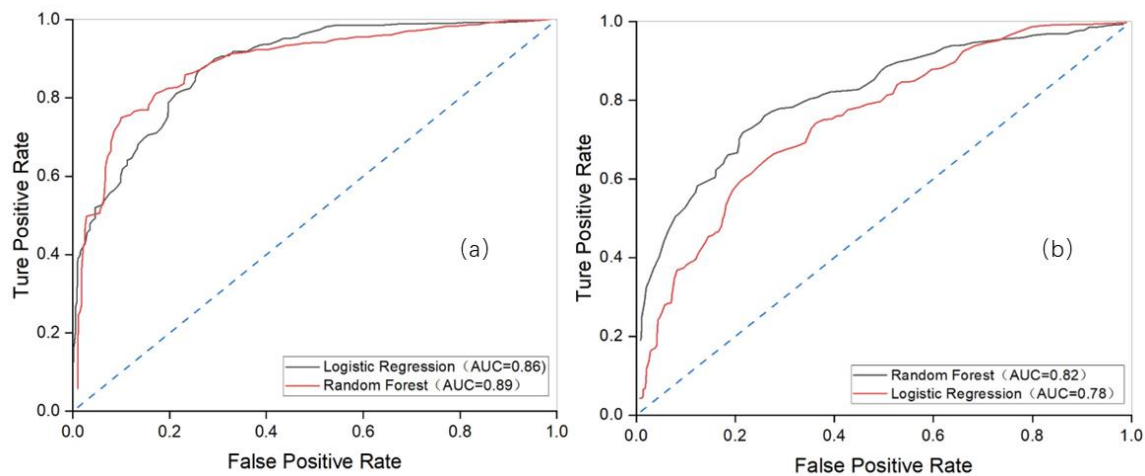 1.0
0.8
0.6
0.4
0.2
0.0
Ture Positive Rate
(a)
Logistic Regression（AUC=0.86)
Random Forest（AUC=0.89）
0.0 0.2 0.4 0.6 0.8 1.0
False Positive Rate
1.0
0.8
0.6
0.4
0.2
0.0
Ture Positive Rate
(b)
Random Forest（AUC=0.82）
Logistic Regression（AUC=0.78）
0.0 0.2 0.4 0.6 0.8 1.0
False Positive Rate